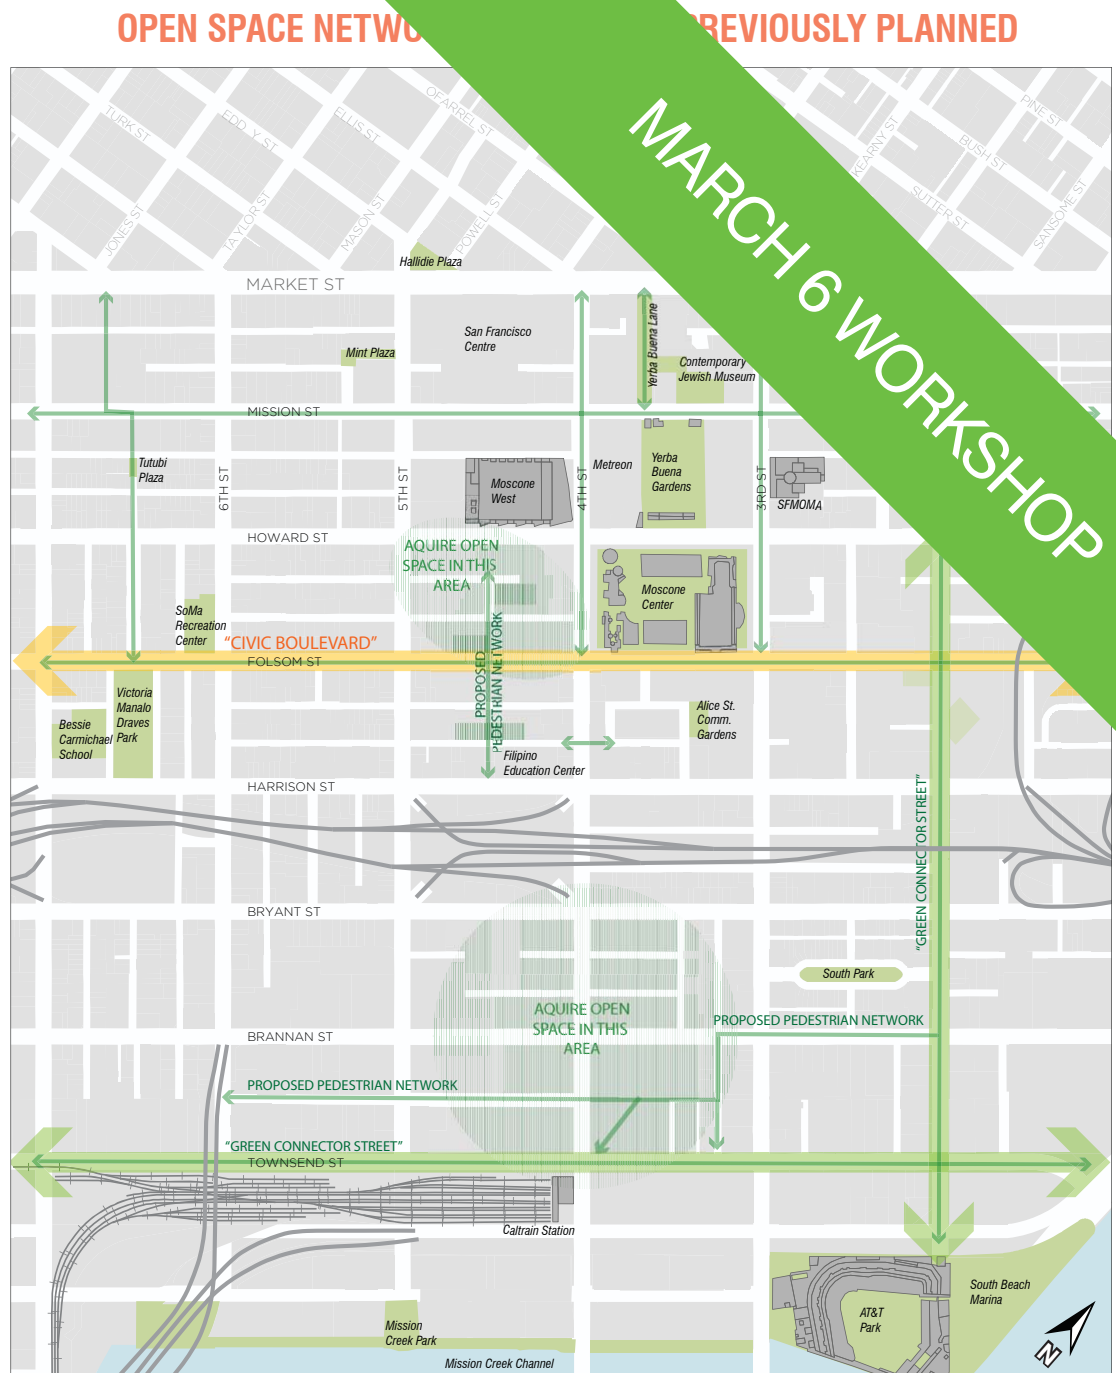 OPEN SPACE NETWO
REVIOUSLY PLANNED
MARCH 6 WORKSHOP
TURK ST
EDD Y ST
ELLIS ST
OFARREL ST
KEARNY ST
PINE ST
BUSH ST
SUTTER ST
SANSOME ST
JONES ST
TAYLOR ST
MASON ST
POWELL ST
Hallidie Plaza
MARKET ST
San Francisco
Centre
Mint Plaza
Yerba Buena Lane
Contemporary
Jewish Museum
MISSION ST
Tutubi
Plaza
6TH ST
5TH ST
Moscone
West
4TH ST
Metreon
Yerba
Buena
Gardens
3RD ST
SFMOMA
HOWARD ST
AQUIRE OPEN
SPACE IN THIS
AREA
Moscone
Center
SoMa
Recreation
Center
"CIVIC BOULEVARD"
FOLSOM ST
PROPOSED
PEDESTRIAN NETWORK
Victoria
Manalo
Draves
Park
Bessie
Carmichael
School
Alice St.
Comm.
Gardens
Filipino
Education Center
HARRISON ST
"GREEN CONNECTOR STREET"
BRYANT ST
South Park
AQUIRE OPEN
SPACE IN THIS
AREA
PROPOSED PEDESTRIAN NETWORK
BRANNAN ST
PROPOSED PEDESTRIAN NETWORK
"GREEN CONNECTOR STREET"
TOWNSEND ST
Caltrain Station
South Beach
Marina
AT&T
Park
Mission
Creek Park
Mission Creek Channel
N